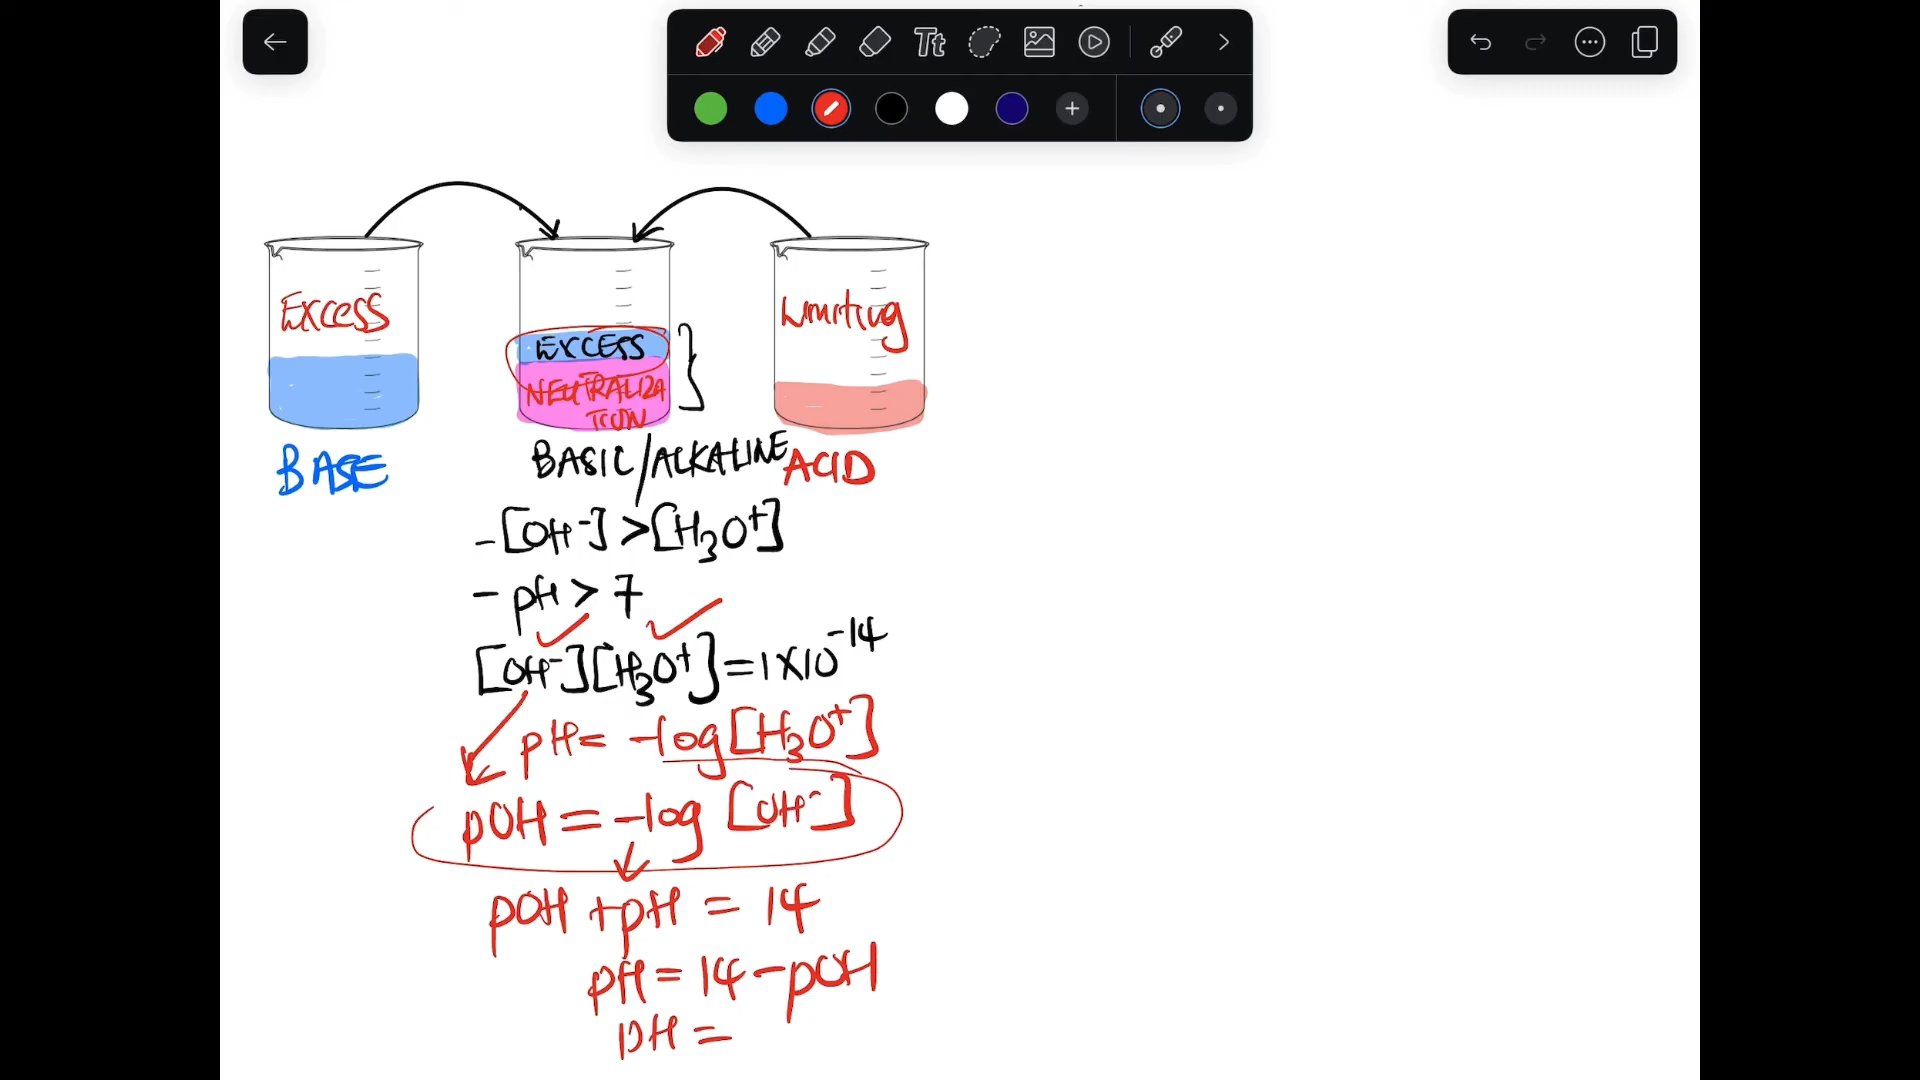 Tt
Excess
EXCESS
NEUTRALIZA
TION
Limiting
BASE
BASIC/ALKALINE
ACID
- [OH⁻] > [H₃O⁺]
- pH > 7
[OH⁻][H₃O⁺] = 1X10⁻¹⁴
pH = -log[H₃O⁺]
pOH = -log [OH⁻]
pOH + pH = 14
pH = 14 - pOH
pH =